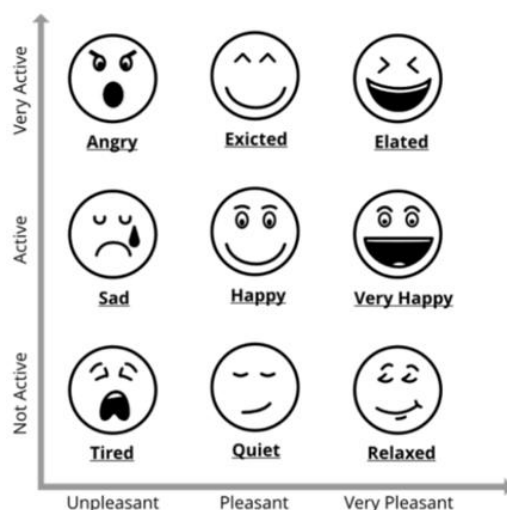 Very Active
Angry
Exicted
Elated
Active
Sad
Happy
Very Happy
Not Active
Tired
Quiet
Relaxed
Unpleasant
Pleasant
Very Pleasant